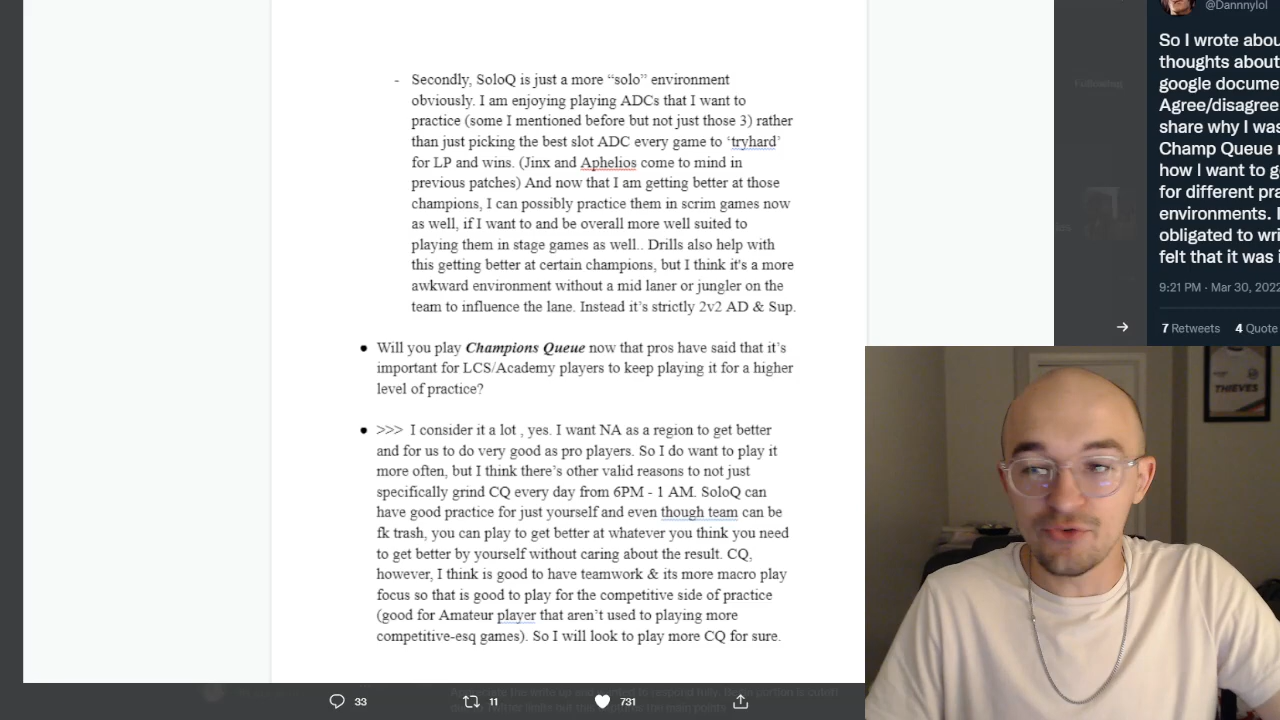 - Secondly, SoloQ is just a more “solo” environment
obviously. I am enjoying playing ADCs that I want to
practice (some I mentioned before but not just those 3) rather
than just picking the best slot ADC every game to ‘tryhard’
for LP and wins. (Jinx and Aphelios come to mind in
previous patches) And now that I am getting better at those
champions, I can possibly practice them in scrim games now
as well, if I want to and be overall more well suited to
playing them in stage games as well.. Drills also help with
this getting better at certain champions, but I think it's a more
awkward environment without a mid laner or jungler on the
team to influence the lane. Instead it’s strictly 2v2 AD & Sup.
● Will you play Champions Queue now that pros have said that it’s
important for LCS/Academy players to keep playing it for a higher
level of practice?
● >>> I consider it a lot , yes. I want NA as a region to get better
and for us to do very good as pro players. So I do want to play it
more often, but I think there’s other valid reasons to not just
specifically grind CQ every day from 6PM - 1 AM. SoloQ can
have good practice for just yourself and even though team can be
fk trash, you can play to get better at whatever you think you need
to get better by yourself without caring about the result. CQ,
however, I think is good to have teamwork & its more macro play
focus so that is good to play for the competitive side of practice
(good for Amateur player that aren’t used to playing more
competitive-esq games). So I will look to play more CQ for sure.
33 11 731
@Dannnylol
So I wrote abou
thoughts about
google docume
Agree/disagree
share why I was
Champ Queue
how I want to g
for different pra
environments. I
obligated to wri
felt that it was i
9:21 PM · Mar 30, 2022
7 Retweets 4 Quote
THIEVES